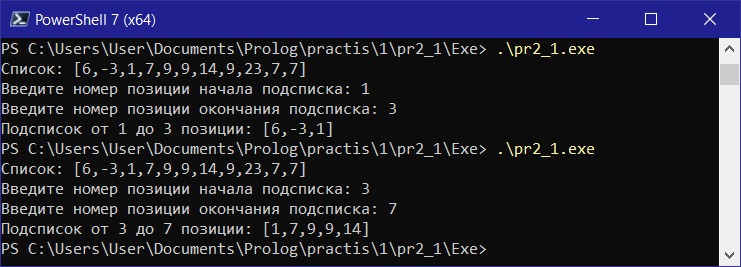 PowerShell 7 (x64)
PS C:\Users\User\Documents\Prolog\practis\1\pr2_1\Exe> .\pr2_1.exe
Список: [6,-3,1,7,9,9,14,9,23,7,7]
Введите номер позиции начала подсписка: 1
Введите номер позиции окончания подсписка: 3
Подсписок от 1 до 3 позиции: [6,-3,1]
PS C:\Users\User\Documents\Prolog\practis\1\pr2_1\Exe> .\pr2_1.exe
Список: [6,-3,1,7,9,9,14,9,23,7,7]
Введите номер позиции начала подсписка: 3
Введите номер позиции окончания подсписка: 7
Подсписок от 3 до 7 позиции: [1,7,9,9,14]
PS C:\Users\User\Documents\Prolog\practis\1\pr2_1\Exe>